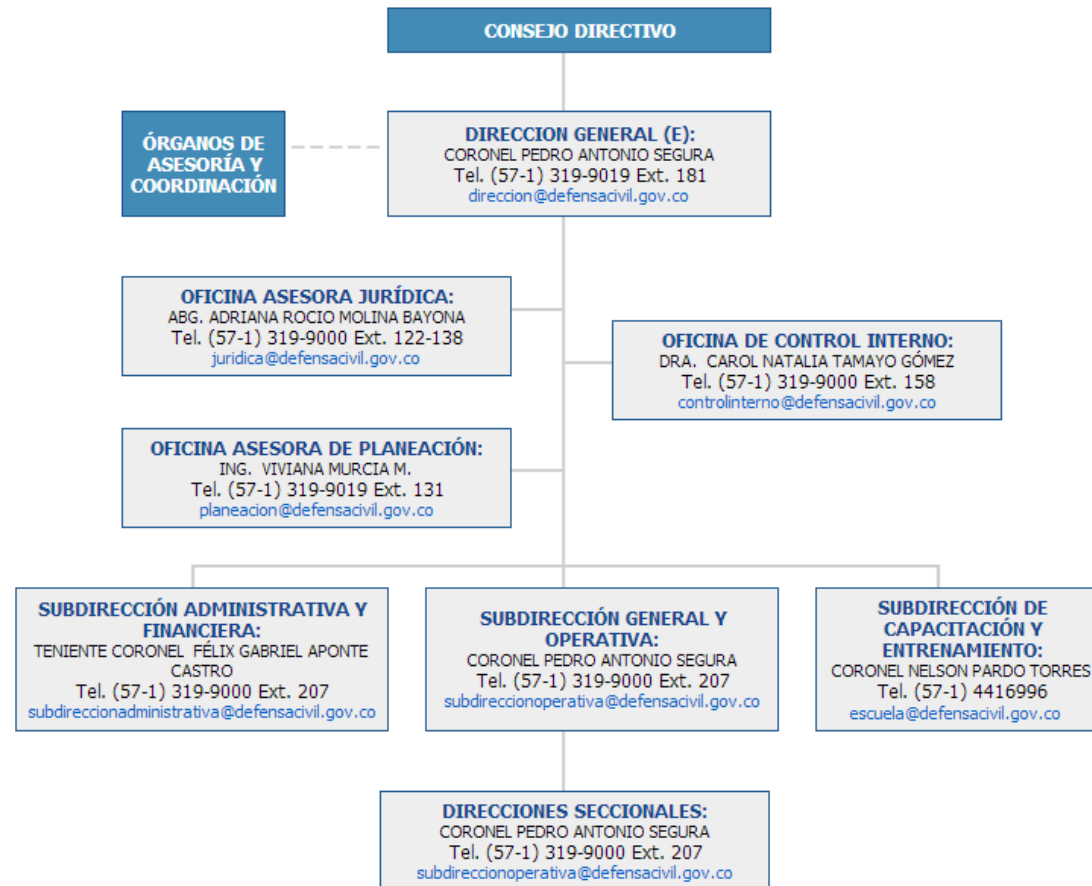 CONSEJO DIRECTIVO
ÓRGANOS DE
ASESORÍA Y
COORDINACIÓN
DIRECCION GENERAL (E):
CORONEL PEDRO ANTONIO SEGURA
Tel. (57-1) 319-9019 Ext. 181
direccion@defensacivil.gov.co
OFICINA ASESORA JURÍDICA:
ABG. ADRIANA ROCIO MOLINA BAYONA
Tel. (57-1) 319-9000 Ext. 122-138
juridica@defensacivil.gov.co
OFICINA DE CONTROL INTERNO:
DRA. CAROL NATALIA TAMAYO GÓMEZ
Tel. (57-1) 319-9000 Ext. 158
controlinterno@defensacivil.gov.co
OFICINA ASESORA DE PLANEACIÓN:
ING. VIVIANA MURCIA M.
Tel. (57-1) 319-9019 Ext. 131
planeacion@defensacivil.gov.co
SUBDIRECCIÓN ADMINISTRATIVA Y
FINANCIERA:
TENIENTE CORONEL FÉLIX GABRIEL APONTE
CASTRO
Tel. (57-1) 319-9000 Ext. 207
subdireccionadministrativa@defensacivil.gov.co
SUBDIRECCIÓN GENERAL Y
OPERATIVA:
CORONEL PEDRO ANTONIO SEGURA
Tel. (57-1) 319-9000 Ext. 207
subdireccionoperativa@defensacivil.gov.co
SUBDIRECCIÓN DE
CAPACITACIÓN Y
ENTRENAMIENTO:
CORONEL NELSON PARDO TORRES
Tel. (57-1) 4416996
escuela@defensacivil.gov.co
DIRECCIONES SECCIONALES:
CORONEL PEDRO ANTONIO SEGURA
Tel. (57-1) 319-9000 Ext. 207
subdireccionoperativa@defensacivil.gov.co